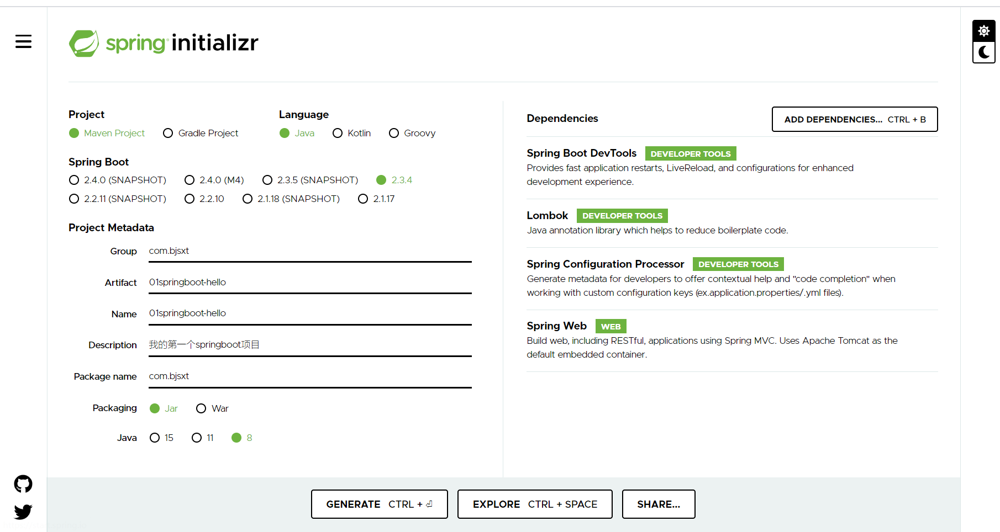 spring initializr
Project
Maven Project Gradle Project
Language
Java Kotlin Groovy
Spring Boot
2.4.0 (SNAPSHOT) 2.4.0 (M4) 2.3.5 (SNAPSHOT) 2.3.4
2.2.11 (SNAPSHOT) 2.2.10 2.1.18 (SNAPSHOT) 2.1.17
Project Metadata
Group com.bjsxt
Artifact 01springboot-hello
Name 01springboot-hello
Description 我的第一个springboot项目
Package name com.bjsxt
Packaging Jar War
Java 15 11 8
Dependencies
ADD DEPENDENCIES... CTRL + B
Spring Boot DevTools DEVELOPER TOOLS
Provides fast application restarts, LiveReload, and configurations for enhanced
development experience.
Lombok DEVELOPER TOOLS
Java annotation library which helps to reduce boilerplate code.
Spring Configuration Processor DEVELOPER TOOLS
Generate metadata for developers to offer contextual help and "code completion" when
working with custom configuration keys (ex.application.properties/.yml files).
Spring Web WEB
Build web, including RESTful, applications using Spring MVC. Uses Apache Tomcat as the
default embedded container.
GENERATE CTRL + ⏎
EXPLORE CTRL + SPACE
SHARE...